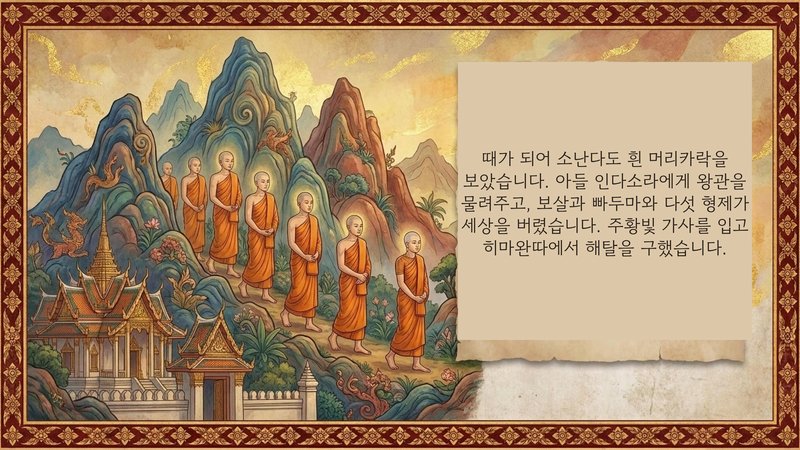 때가 되어 소난다도 흰 머리카락을
보았습니다. 아들 인다소라에게 왕관을
물려주고, 보살과 빠두마와 다섯 형제가
세상을 버렸습니다. 주황빛 가사를 입고
히마완따에서 해탈을 구했습니다.